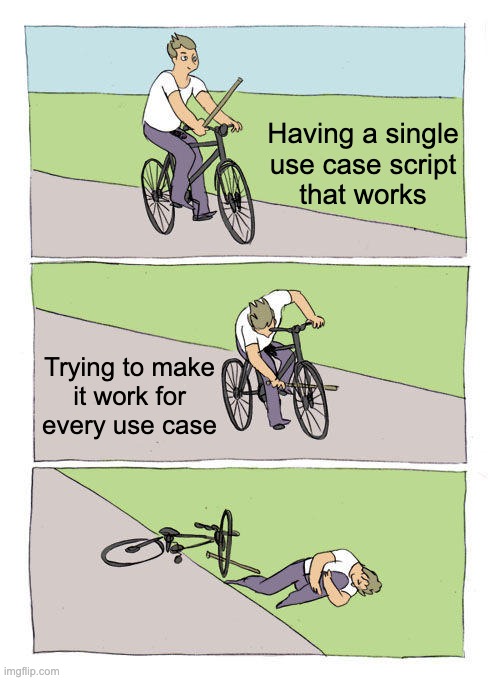 Having a single
use case script
that works
Trying to make
it work for
every use case
imgflip.com